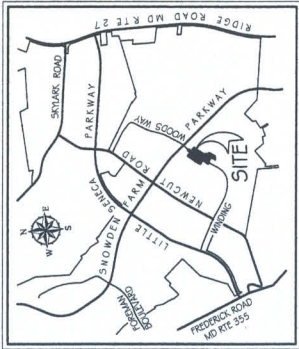 RIDGE ROAD MD RTE 27
SKYLARK ROAD
PARKWAY
WOODS WAY
PARKWAY
SITE!
ROAD
NEWCUT
SENECA
FARM
SNOWDEN
LITTLE
WINDING
FOREMAN
BOULEVARD
FREDERICK ROAD
MD RTE 355
N
E
S
W